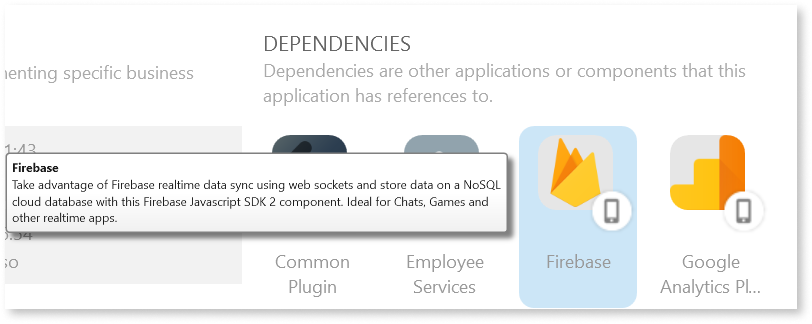 DEPENDENCIES
Dependencies are other applications or components that this
application has references to.
menting specific business
1:43
Firebase
Take advantage of Firebase realtime data sync using web sockets and store data on a NoSQL
cloud database with this Firebase Javascript SDK 2 component. Ideal for Chats, Games and
other realtime apps.
so
Common
Plugin
Employee
Services
Firebase
Google
Analytics Pl...